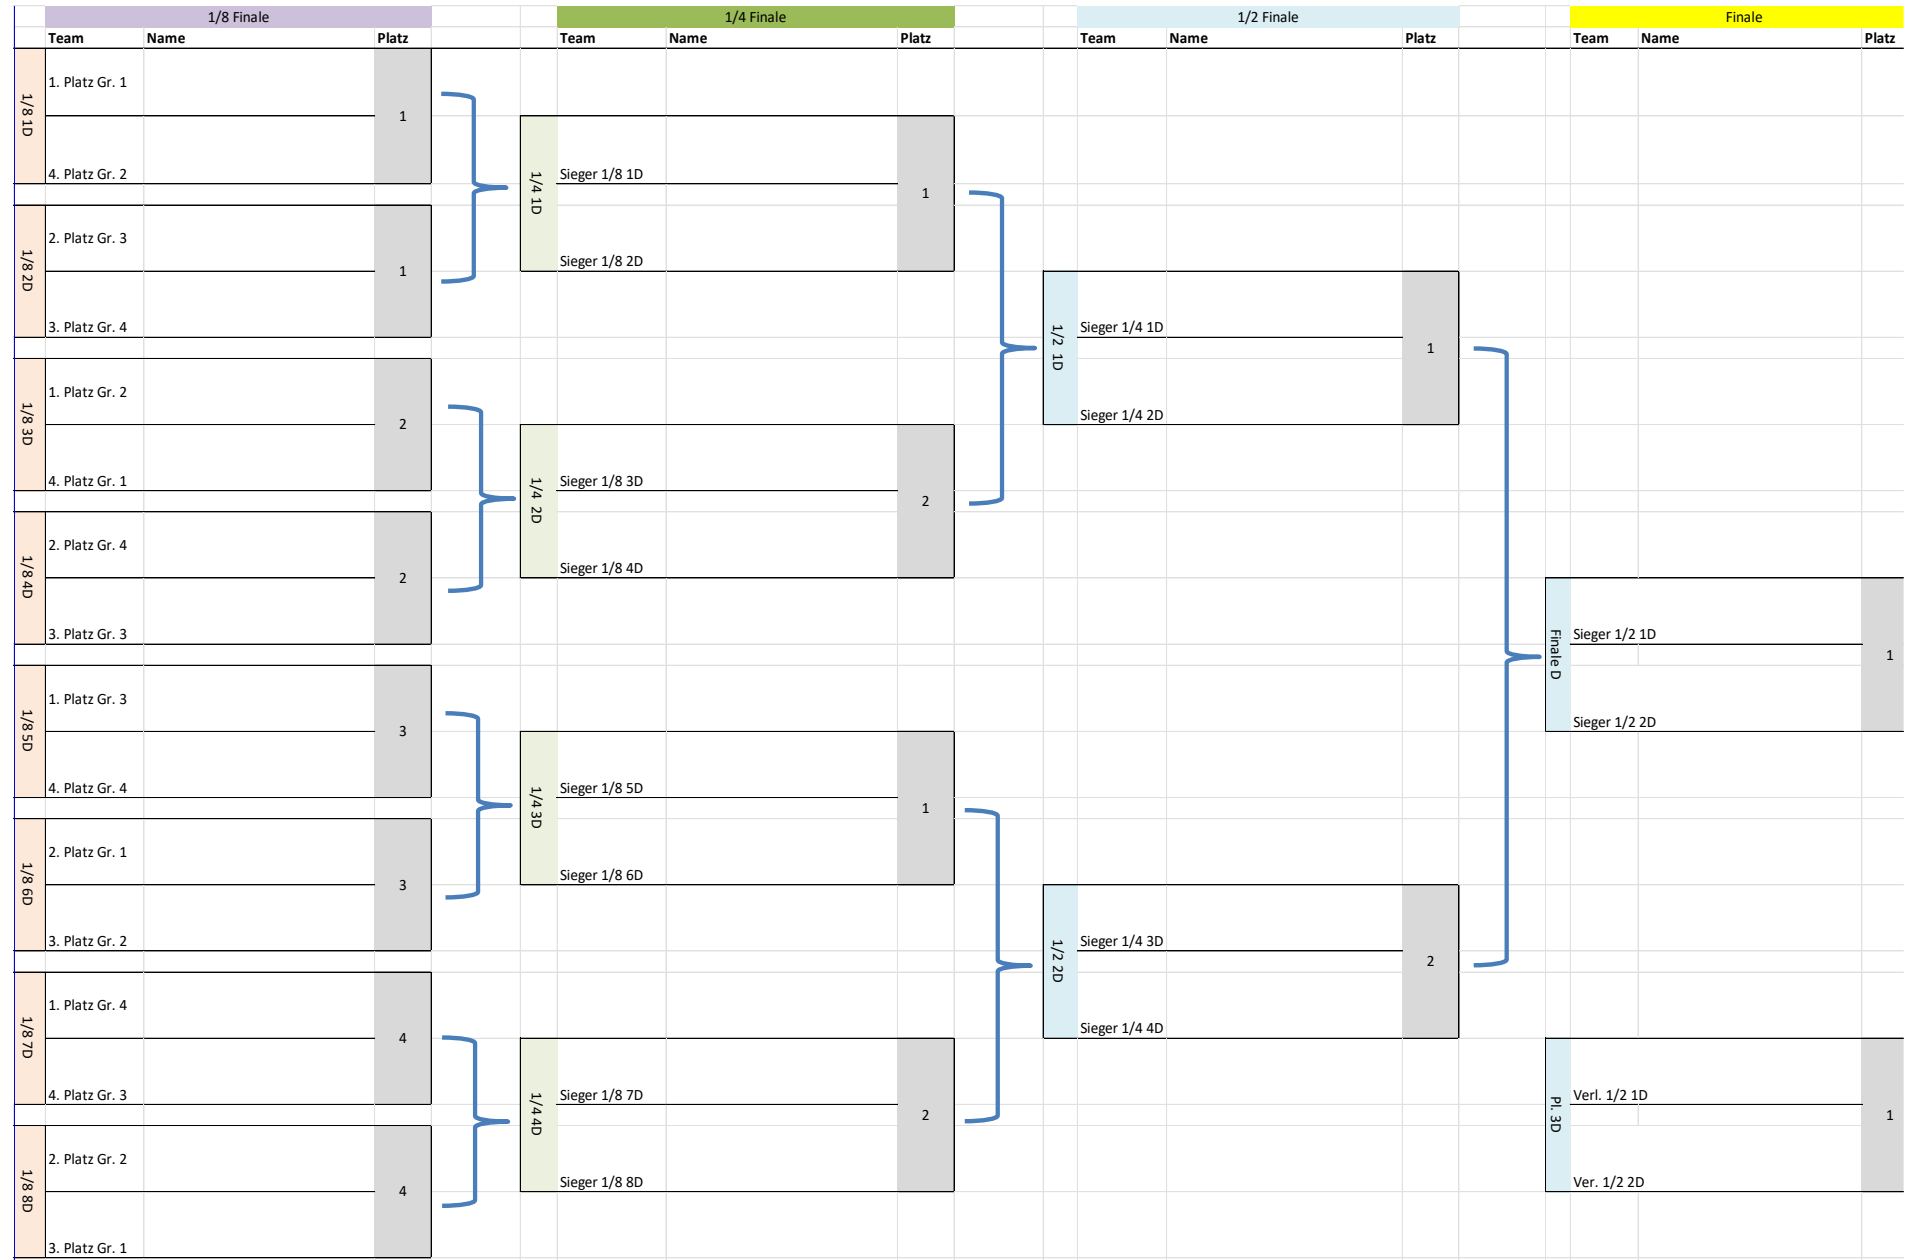 1/8 Finale
Team Name Platz
1/8 1D
1. Platz Gr. 1
4. Platz Gr. 2
1
1/8 2D
2. Platz Gr. 3
3. Platz Gr. 4
1
1/8 3D
1. Platz Gr. 2
4. Platz Gr. 1
2
1/8 4D
2. Platz Gr. 4
3. Platz Gr. 3
2
1/8 5D
1. Platz Gr. 3
4. Platz Gr. 4
3
1/8 6D
2. Platz Gr. 1
3. Platz Gr. 2
3
1/8 7D
1. Platz Gr. 4
4. Platz Gr. 3
4
1/8 8D
2. Platz Gr. 2
3. Platz Gr. 1
4
1/4 Finale
Team Name Platz
1/4 1D
Sieger 1/8 1D
Sieger 1/8 2D
1
1/4 2D
Sieger 1/8 3D
Sieger 1/8 4D
2
1/4 3D
Sieger 1/8 5D
Sieger 1/8 6D
1
1/4 4D
Sieger 1/8 7D
Sieger 1/8 8D
2
1/2 Finale
Team Name Platz
1/2 1D
Sieger 1/4 1D
Sieger 1/4 2D
1
1/2 2D
Sieger 1/4 3D
Sieger 1/4 4D
2
Finale
Team Name Platz
Finale D
Sieger 1/2 1D
Sieger 1/2 2D
1
Pl. 3D
Verl. 1/2 1D
Ver. 1/2 2D
1